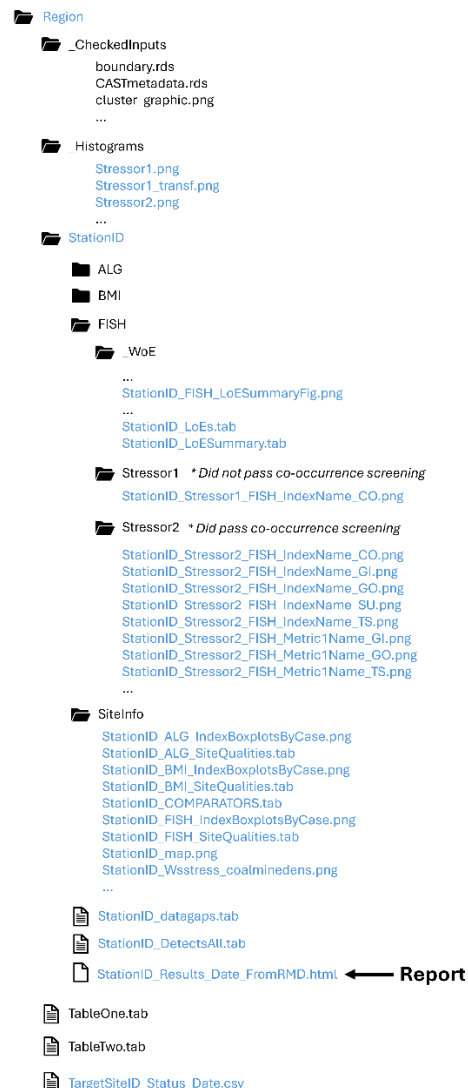 Region
_CheckedInputs
boundary.rds
CASTmetadata.rds
cluster_graphic.png
...
_Histograms
Stressor1.png
Stressor1_transf.png
Stressor2.png
...
StationID
ALG
BMI
FISH
_WoE
...
StationID_FISH_LoESummaryFig.png
...
StationID_LoEs.tab
StationID_LoESummary.tab
Stressor1 * Did not pass co-occurrence screening
StationID_Stressor1_FISH_IndexName_CO.png
Stressor2 * Did pass co-occurrence screening
StationID_Stressor2_FISH_IndexName_CO.png
StationID_Stressor2_FISH_IndexName_GI.png
StationID_Stressor2_FISH_IndexName_GO.png
StationID_Stressor2_FISH_IndexName_SU.png
StationID_Stressor2_FISH_IndexName_TS.png
StationID_Stressor2_FISH_Metric1Name_GI.png
StationID_Stressor2_FISH_Metric1Name_GO.png
StationID_Stressor2_FISH_Metric1Name_TS.png
...
SiteInfo
StationID_ALG_IndexBoxplotsByCase.png
StationID_ALG_SiteQualities.tab
StationID_BMI_IndexBoxplotsByCase.png
StationID_BMI_SiteQualities.tab
StationID_COMPARATORS.tab
StationID_FISH_IndexBoxplotsByCase.png
StationID_FISH_SiteQualities.tab
StationID_map.png
StationID_Wsstress_coalminedens.png
...
StationID_datagaps.tab
StationID_DetectsAll.tab
StationID_Results_Date_FromRMD.html Report
TableOne.tab
TableTwo.tab
TargetSiteID_Status_Date.csv